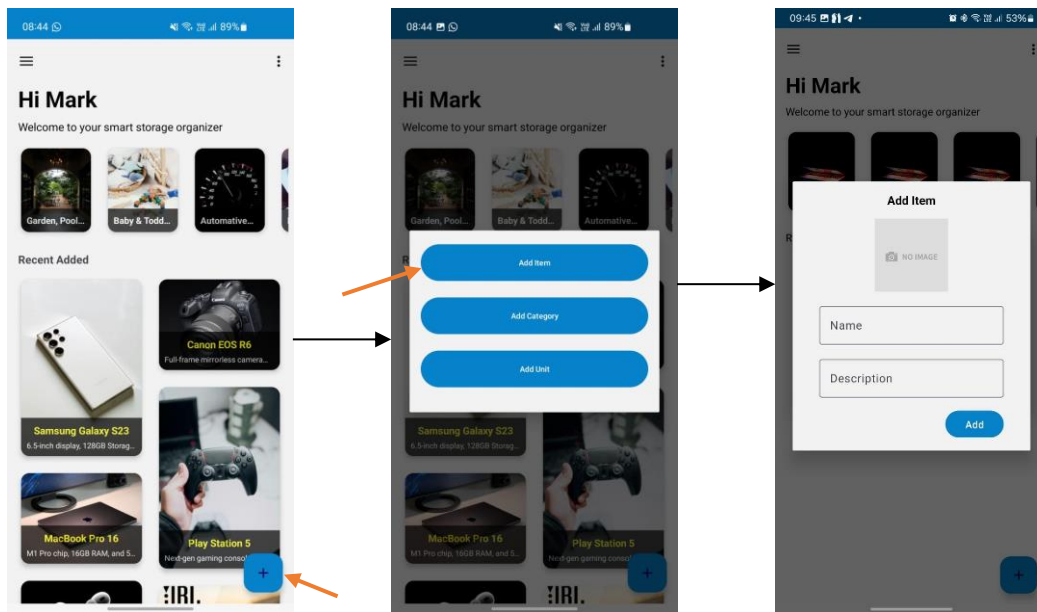 08:44
89%
Hi Mark
Welcome to your smart storage organizer
Garden, Pool...
Baby & Todd...
Automative...
Recent Added
Canon EOS R6
Full-frame mirrorless camera...
Samsung Galaxy S23
6.5-inch display, 128GB Storag...
MacBook Pro 16
M1 Pro chip, 16GB RAM, and 5...
Play Station 5
Next-gen gaming consol
+
08:44
89%
Hi Mark
Welcome to your smart storage organizer
Garden, Pool...
Baby & Todd...
Automative...
R
Add Item
Add Category
Add Unit
Samsung Galaxy S23
6.5-inch display, 128GB Storag...
MacBook Pro 16
M1 Pro chip, 16GB RAM, and 5...
Play Station 5
Next-gen gaming consol
+
09:45
53%
Hi Mark
Welcome to your smart storage organizer
R
Add Item
NO IMAGE
Name
Description
Add
+